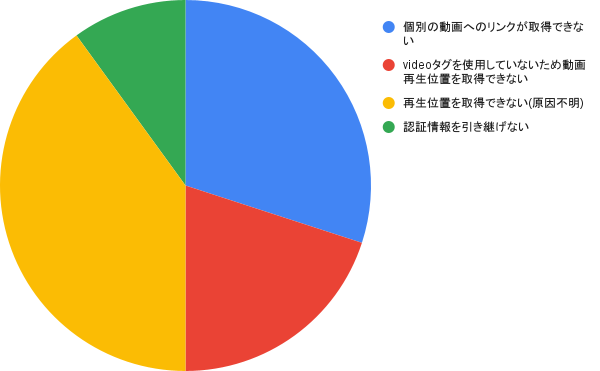 個別の動画へのリンクが取得できな
い
videoタグを使用していないため動画
再生位置を取得できない
再生位置を取得できない(原因不明)
認証情報を引き継げない